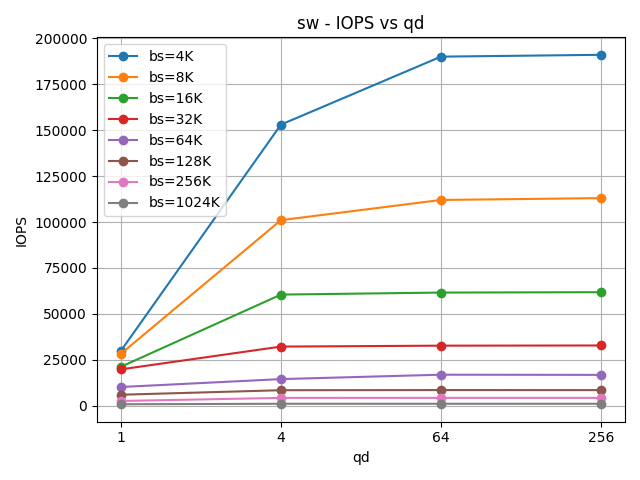 sw - IOPS vs qd
200000
175000
150000
125000
100000
75000
50000
25000
0
IOPS
bs=4K
bs=8K
bs=16K
bs=32K
bs=64K
bs=128K
bs=256K
bs=1024K
1 4 64 256
qd